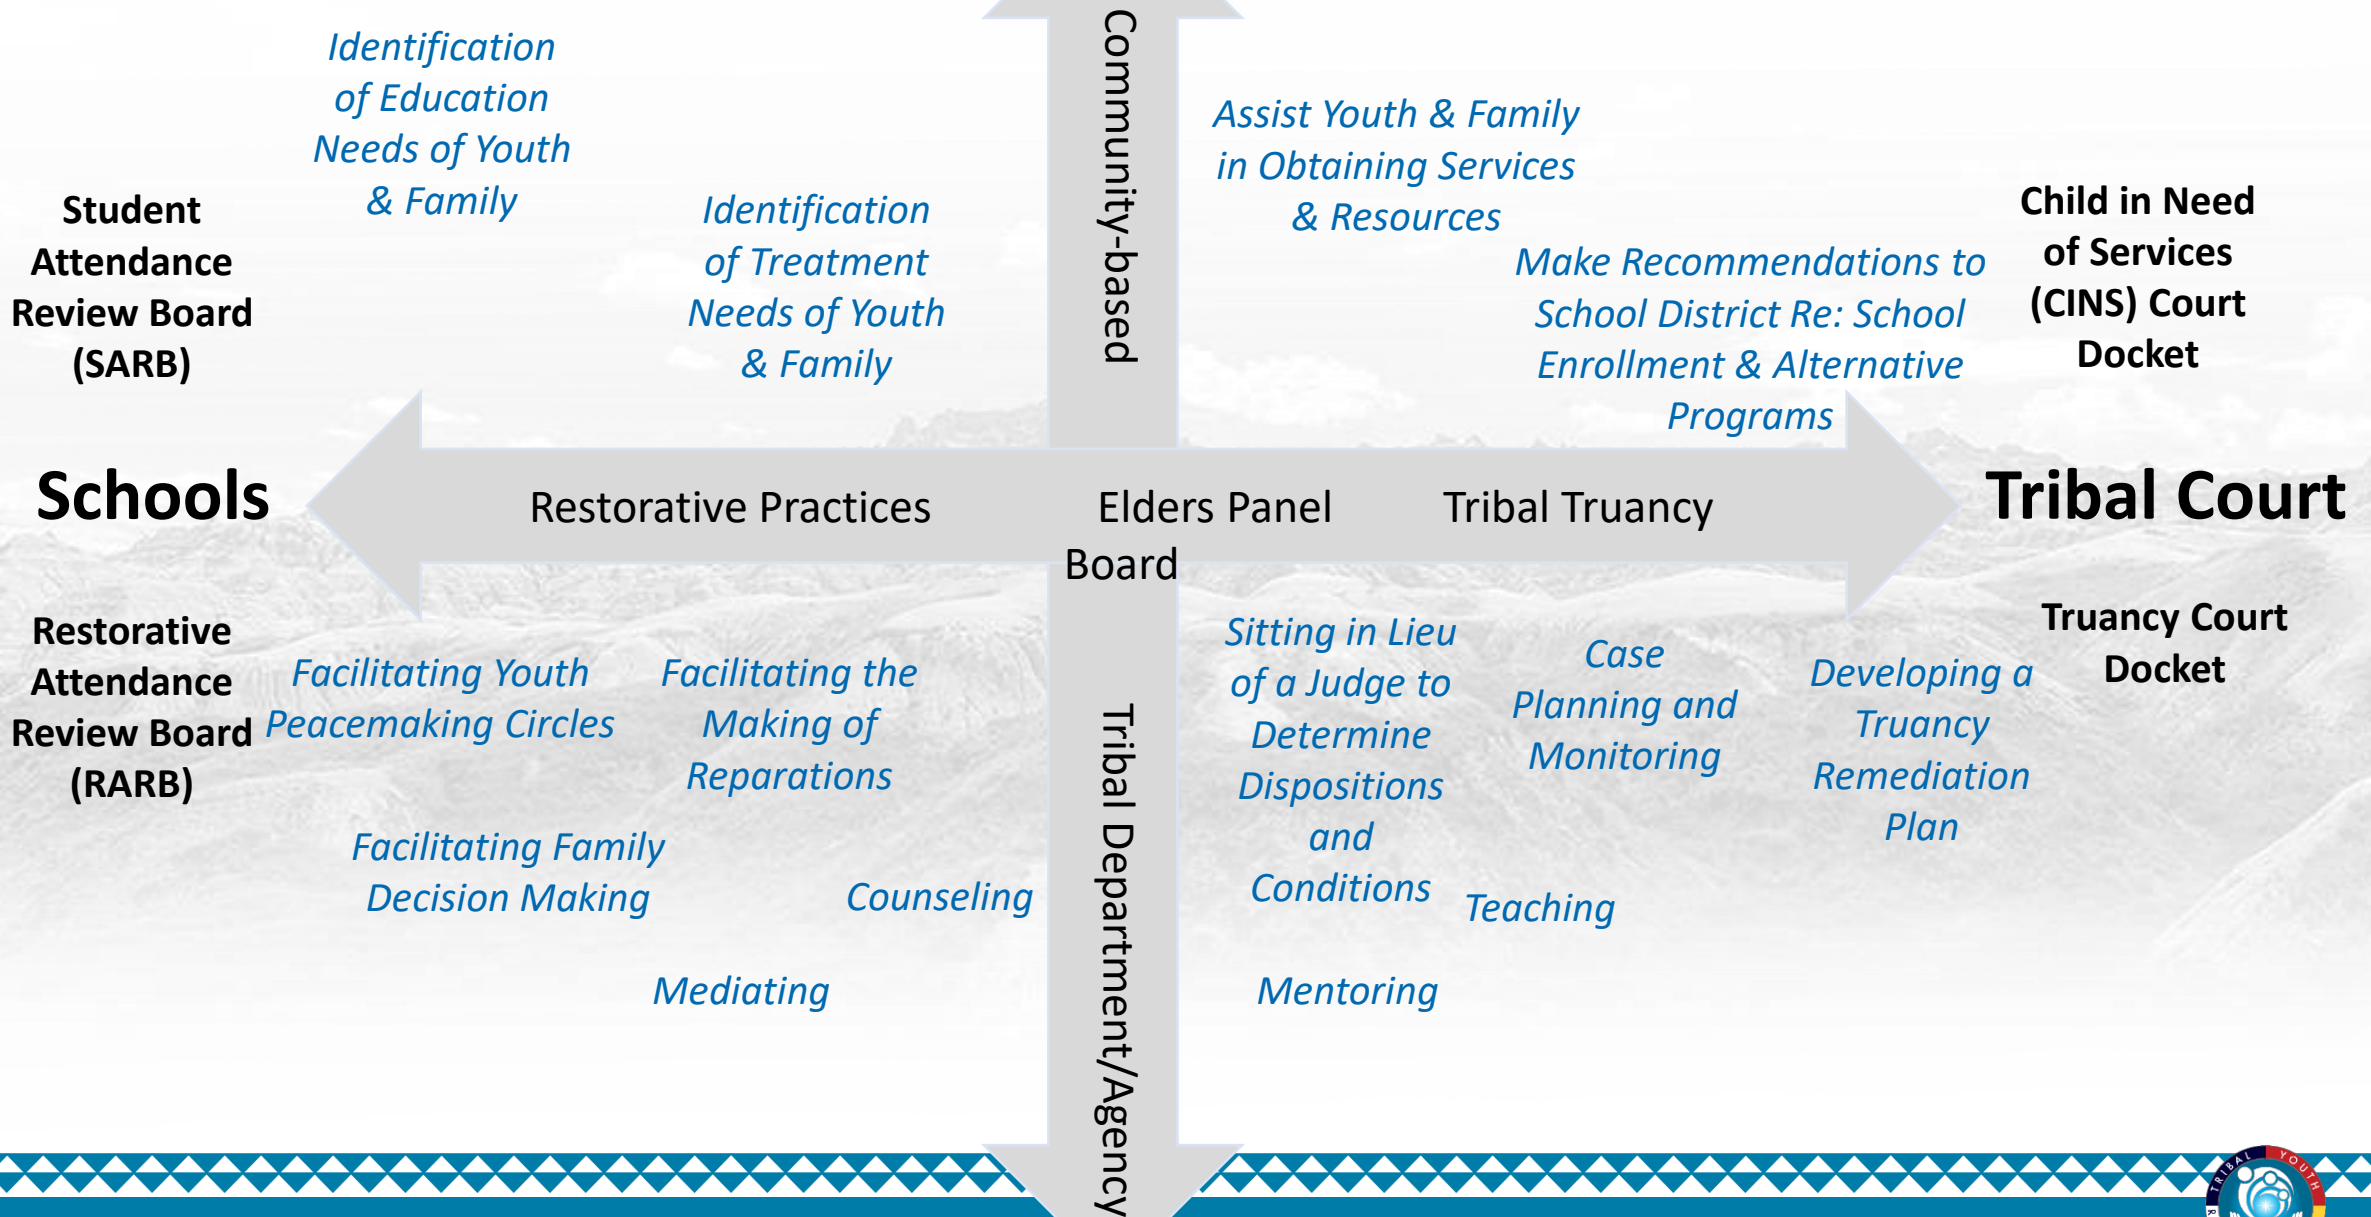 Community-based
Identification
of Education
Needs of Youth
& Family
Student
Attendance
Review Board
(SARB)
Identification
of Treatment
Needs of Youth
& Family
Assist Youth & Family
in Obtaining Services
& Resources
Make Recommendations to
School District Re: School
Enrollment & Alternative
Programs
Child in Need
of Services
(CINS) Court
Docket
Schools
Restorative Practices Elders Panel Tribal Truancy
Board
Tribal Court
Restorative
Attendance
Review Board
(RARB)
Facilitating Youth
Peacemaking Circles
Facilitating the
Making of
Reparations
Facilitating Family
Decision Making
Counseling
Mediating
Tribal Department/Agency
Sitting in Lieu
of a Judge to
Determine
Dispositions
and
Conditions
Case
Planning and
Monitoring
Developing a
Truancy
Remediation
Plan
Teaching
Mentoring
Truancy Court
Docket
TRIBAL YOUTH